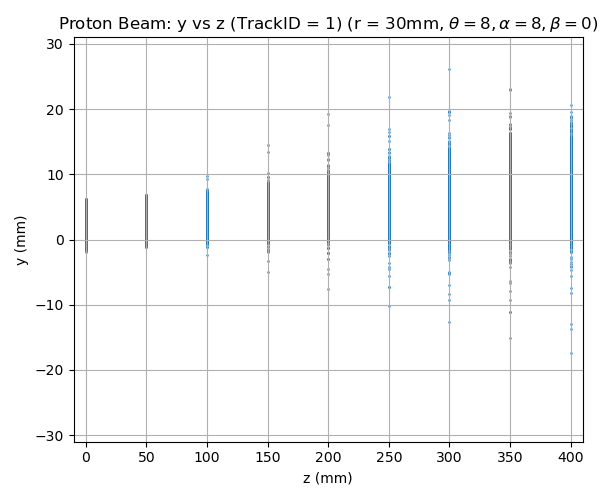 Proton Beam: y vs z (TrackID = 1) (r = 30mm, θ = 8, α = 8, β = 0)
30
20
10
0
−10
−20
−30
y (mm)
0 50 100 150 200 250 300 350 400
z (mm)